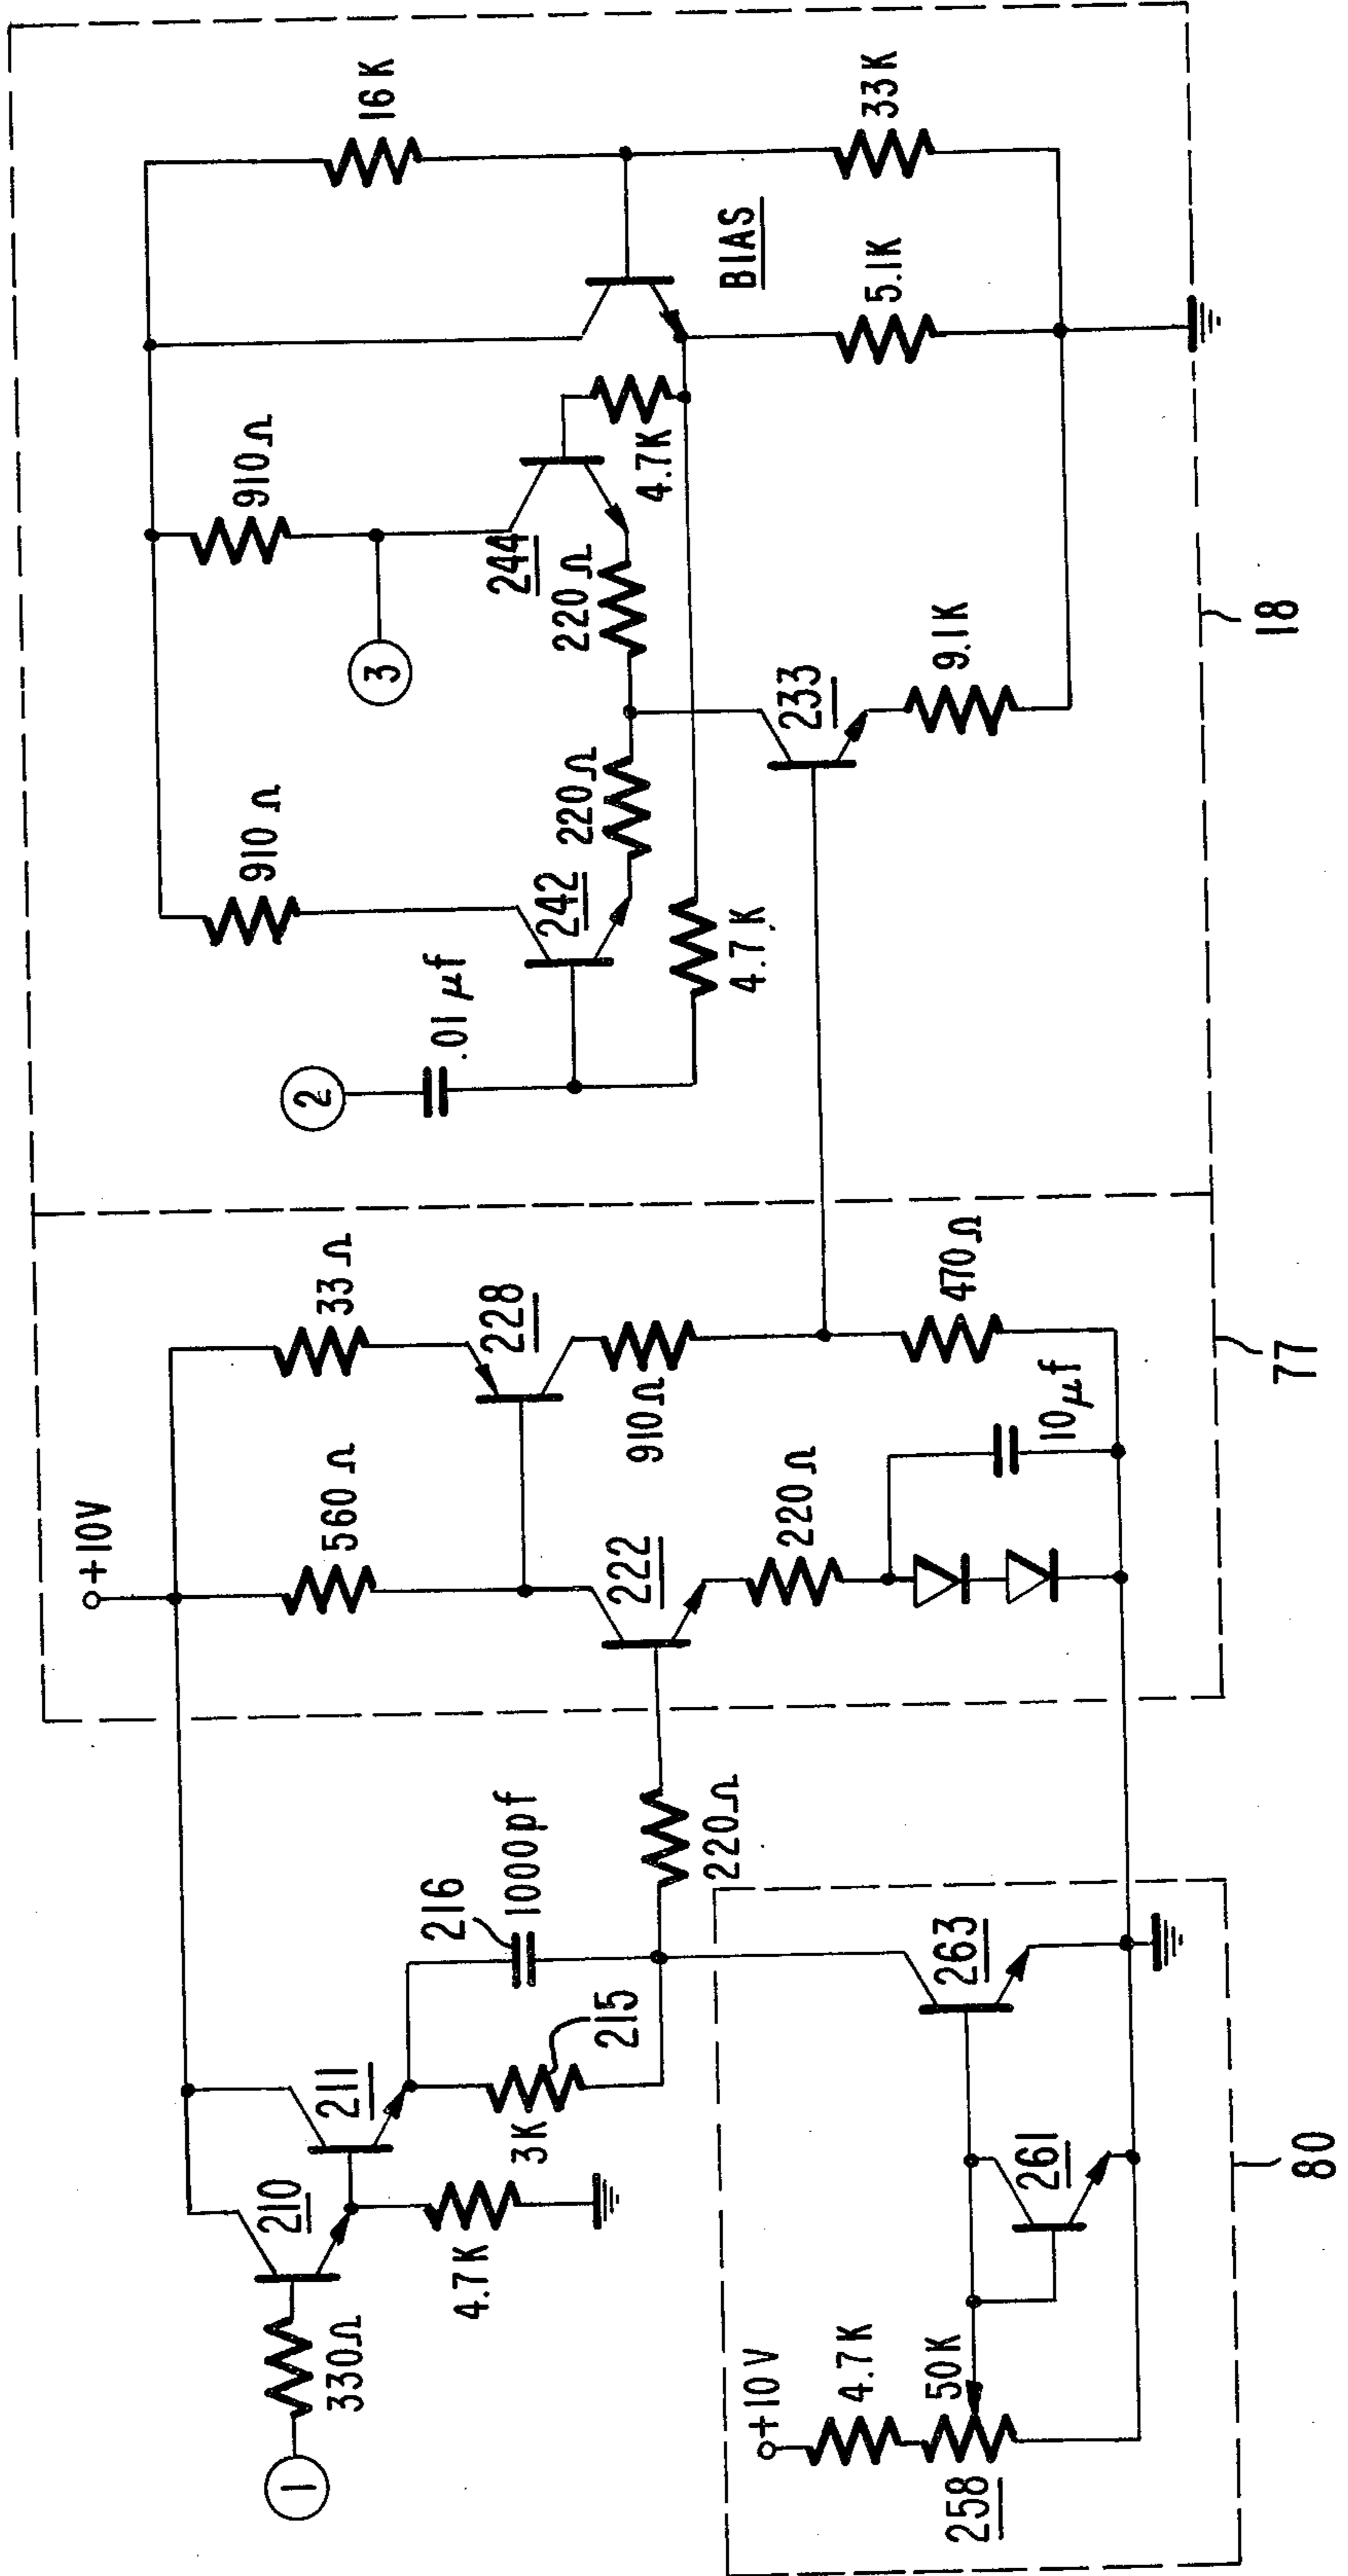 1
330Ω
210
4.7K
211
3K
215
216
1000pf
220Ω
+10V
4.7K
50K
258
261
263
80
+10V
560Ω
33Ω
222
228
220Ω
910Ω
10μf
470Ω
77
2
.01μf
910Ω
242
220Ω
4.7K
3
910Ω
244
220Ω
4.7K
233
9.1K
BIAS
16K
5.1K
33K
18